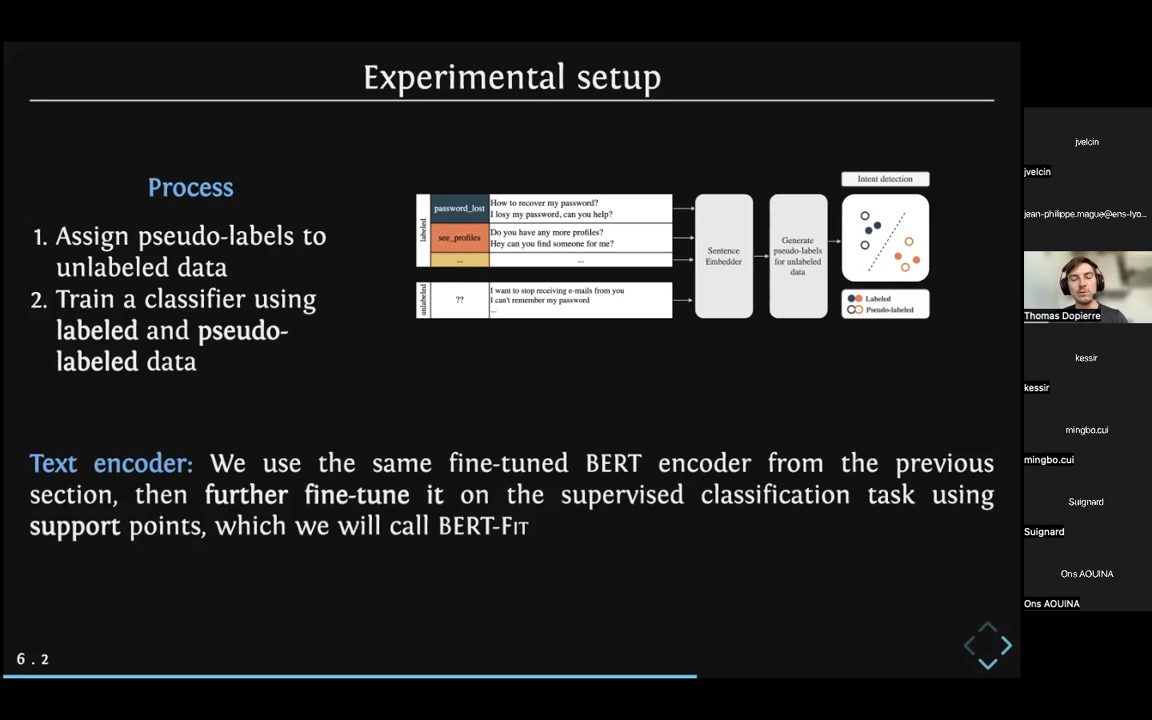 Experimental setup
Process
1. Assign pseudo-labels to
unlabeled data
2. Train a classifier using
labeled and pseudo-
labeled data
labeled
password_lost
How to recover my password?
I losy my password, can you help?
see_profiles
Do you have any more profiles?
Hey can you find someone for me?
...
...
unlabeled
??
I want to stop receiving e-mails from you
I can't remember my password
...
Sentence
Embedder
Generate
pseudo-labels
for unlabeled
data
Intent detection
Labeled
Pseudo-labeled
Text encoder: We use the same fine-tuned BERT encoder from the previous
section, then further fine-tune it on the supervised classification task using
support points, which we will call BERT-FIT
6 . 2
jvelcin
jvelcin
jean-philippe.mague@ens-lyo...
Thomas Dopierre
kessir
kessir
mingbo.cui
mingbo.cui
Suignard
Suignard
Ons AOUINA
Ons AOUINA